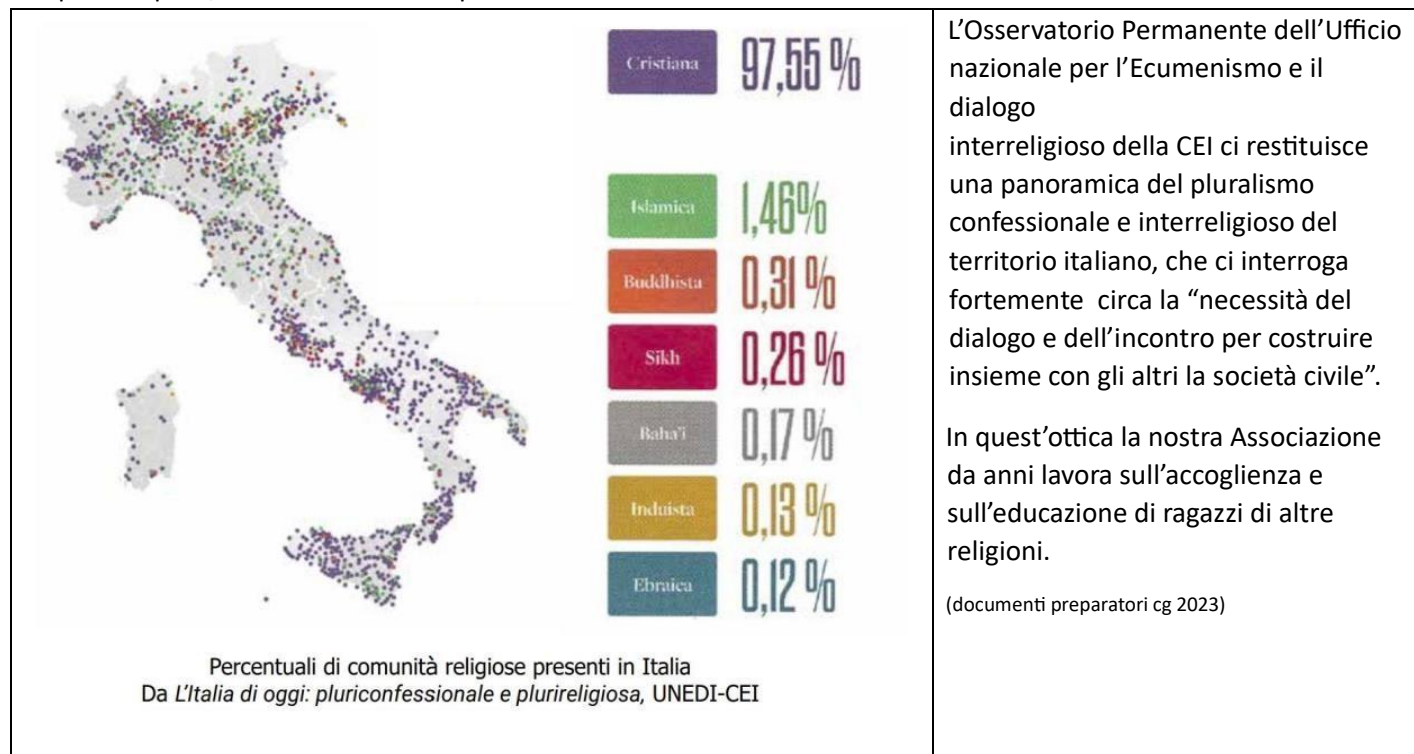 Cristiana 97,55 %
Islamica 1,46%
Buddhista 0,31 %
Sikh 0,26 %
Baha'i 0,17 %
Induista 0,13 %
Ebraica 0,12 %
Percentuali di comunità religiose presenti in Italia
Da L'Italia di oggi: pluriconfessionale e plurireligiosa, UNEDI-CEI
L'Osservatorio Permanente dell'Ufficio
nazionale per l'Ecumenismo e il
dialogo
interreligioso della CEI ci restituisce
una panoramica del pluralismo
confessionale e interreligioso del
territorio italiano, che ci interroga
fortemente circa la “necessità del
dialogo e dell'incontro per costruire
insieme con gli altri la società civile”.
In quest'ottica la nostra Associazione
da anni lavora sull'accoglienza e
sull'educazione di ragazzi di altre
religioni.
(documenti preparatori cg 2023)